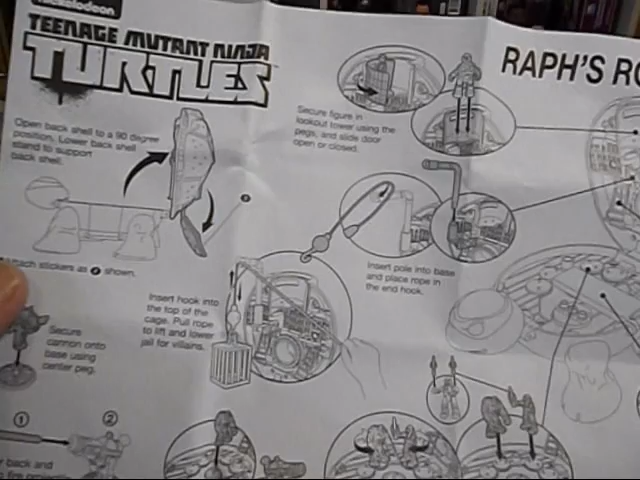 nickelodeon
TEENAGE MUTANT NINJA
TURTLES
RAPH'S RO
Open back shell to a 90 degree
position. Lower back shell
stand to support
back shell.
Secure figure in
lookout tower using the
pegs, and slide door
open or closed.
Insert pole into base
and place rope in
the end hook.
Attach stickers as shown.
Insert hook into
the top of the
cage. Pull rope
to lift and lower
jail for villains.
Secure
cannon onto
base using
center peg.
1
2
back and